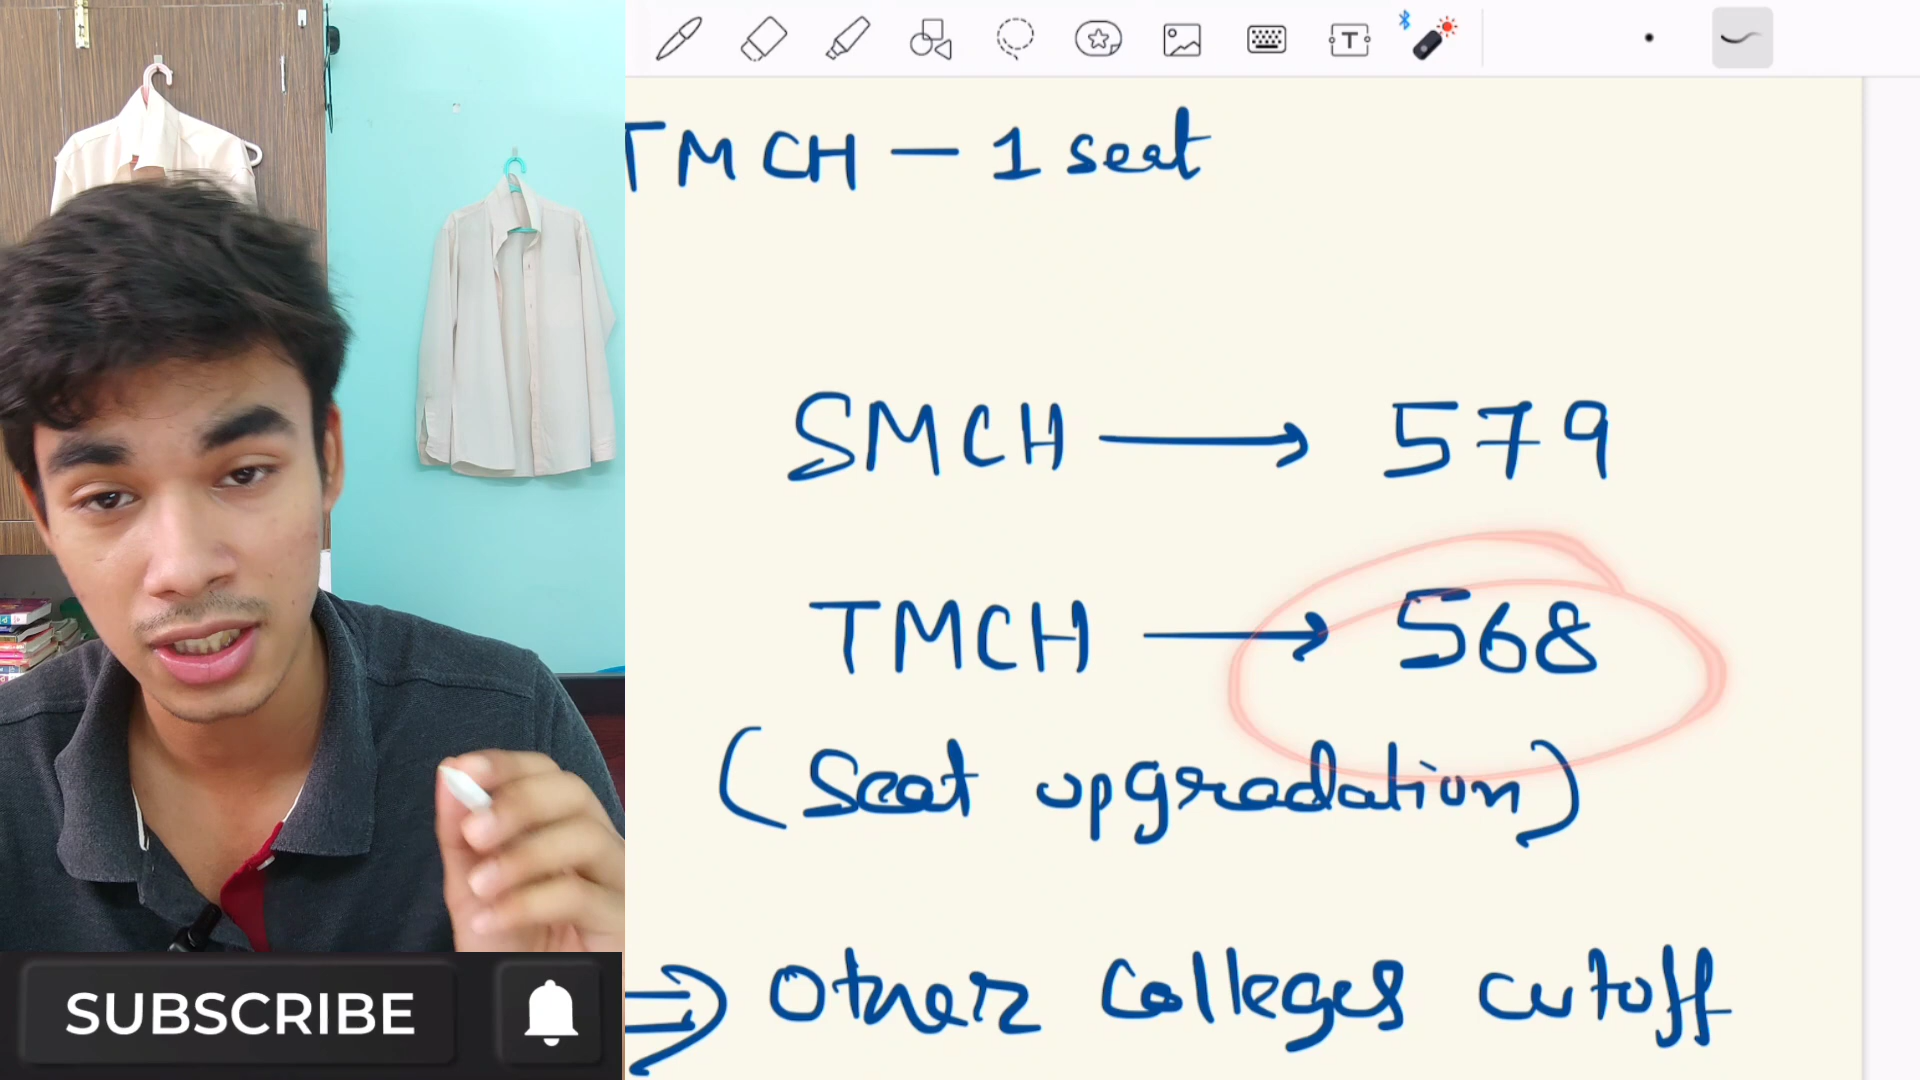 TMCH – 1 seat
SMCH → 579
TMCH → 568
(Seat upgradation)
⇒ Other Colleges cutoff
SUBSCRIBE